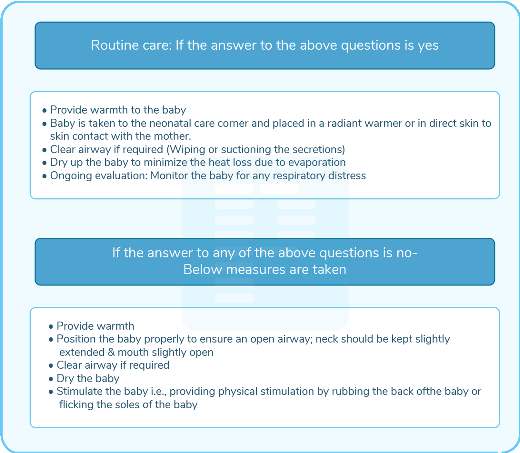 Routine care: If the answer to the above questions is yes
• Provide warmth to the baby
• Baby is taken to the neonatal care corner and placed in a radiant warmer or in direct skin to
skin contact with the mother.
• Clear airway if required (Wiping or suctioning the secretions)
• Dry up the baby to minimize the heat loss due to evaporation
• Ongoing evaluation: Monitor the baby for any respiratory distress
If the answer to any of the above questions is no-
Below measures are taken
• Provide warmth
• Position the baby properly to ensure an open airway; neck should be kept slightly
extended & mouth slightly open
• Clear airway if required
• Dry the baby
• Stimulate the baby i.e., providing physical stimulation by rubbing the back ofthe baby or
flicking the soles of the baby